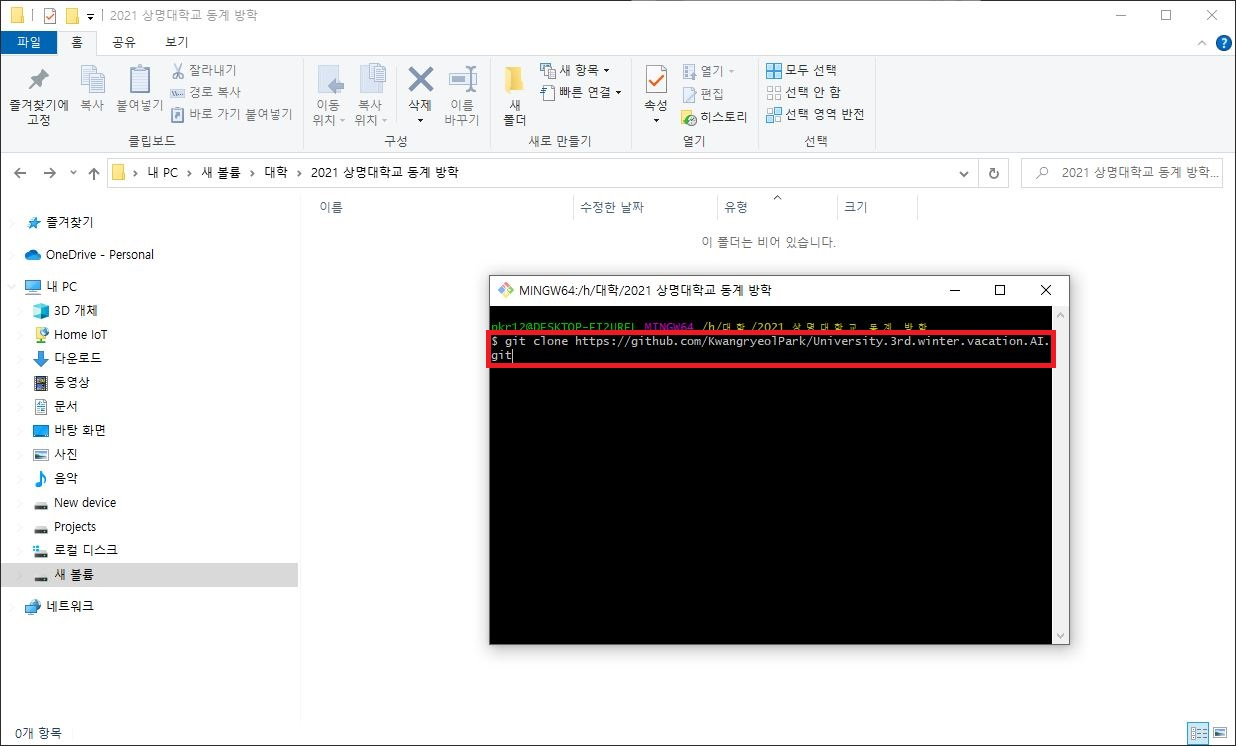 2021 상명대학교 동계 방학
파일 홈 공유 보기
즐겨찾기에 고정
복사
붙여넣기
잘라내기
경로 복사
바로 가기 붙여넣기
클립보드
이동 위치
복사 위치
삭제
이름 바꾸기
구성
새 폴더
새 항목
빠른 연결
새로 만들기
속성
열기
편집
히스토리
열기
모두 선택
선택 안 함
선택 영역 반전
선택
내 PC > 새 볼륨 > 대학 > 2021 상명대학교 동계 방학
2021 상명대학교 동계 방학...
이름 수정한 날짜 유형 크기
이 폴더는 비어 있습니다.
즐겨찾기
OneDrive - Personal
내 PC
3D 개체
Home IoT
다운로드
동영상
문서
바탕 화면
사진
음악
New device
Projects
로컬 디스크
새 볼륨
네트워크
MINGW64:/h/대학/2021 상명대학교 동계 방학
MINGW64 /h/대학/2021 상명대학교 동계 방학
$ git clone https://github.com/KwangryeolPark/University.3rd.winter.vacation.AI.
git
0개 항목